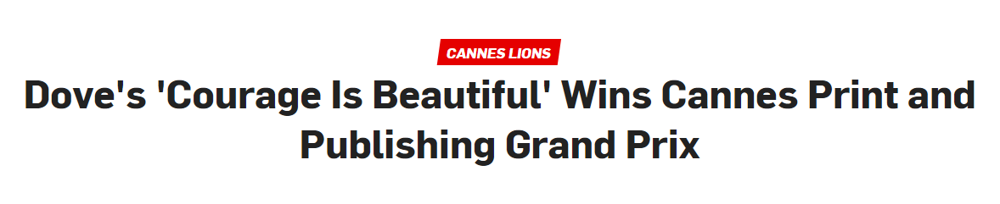 CANNES LIONS
Dove's 'Courage Is Beautiful' Wins Cannes Print and
Publishing Grand Prix